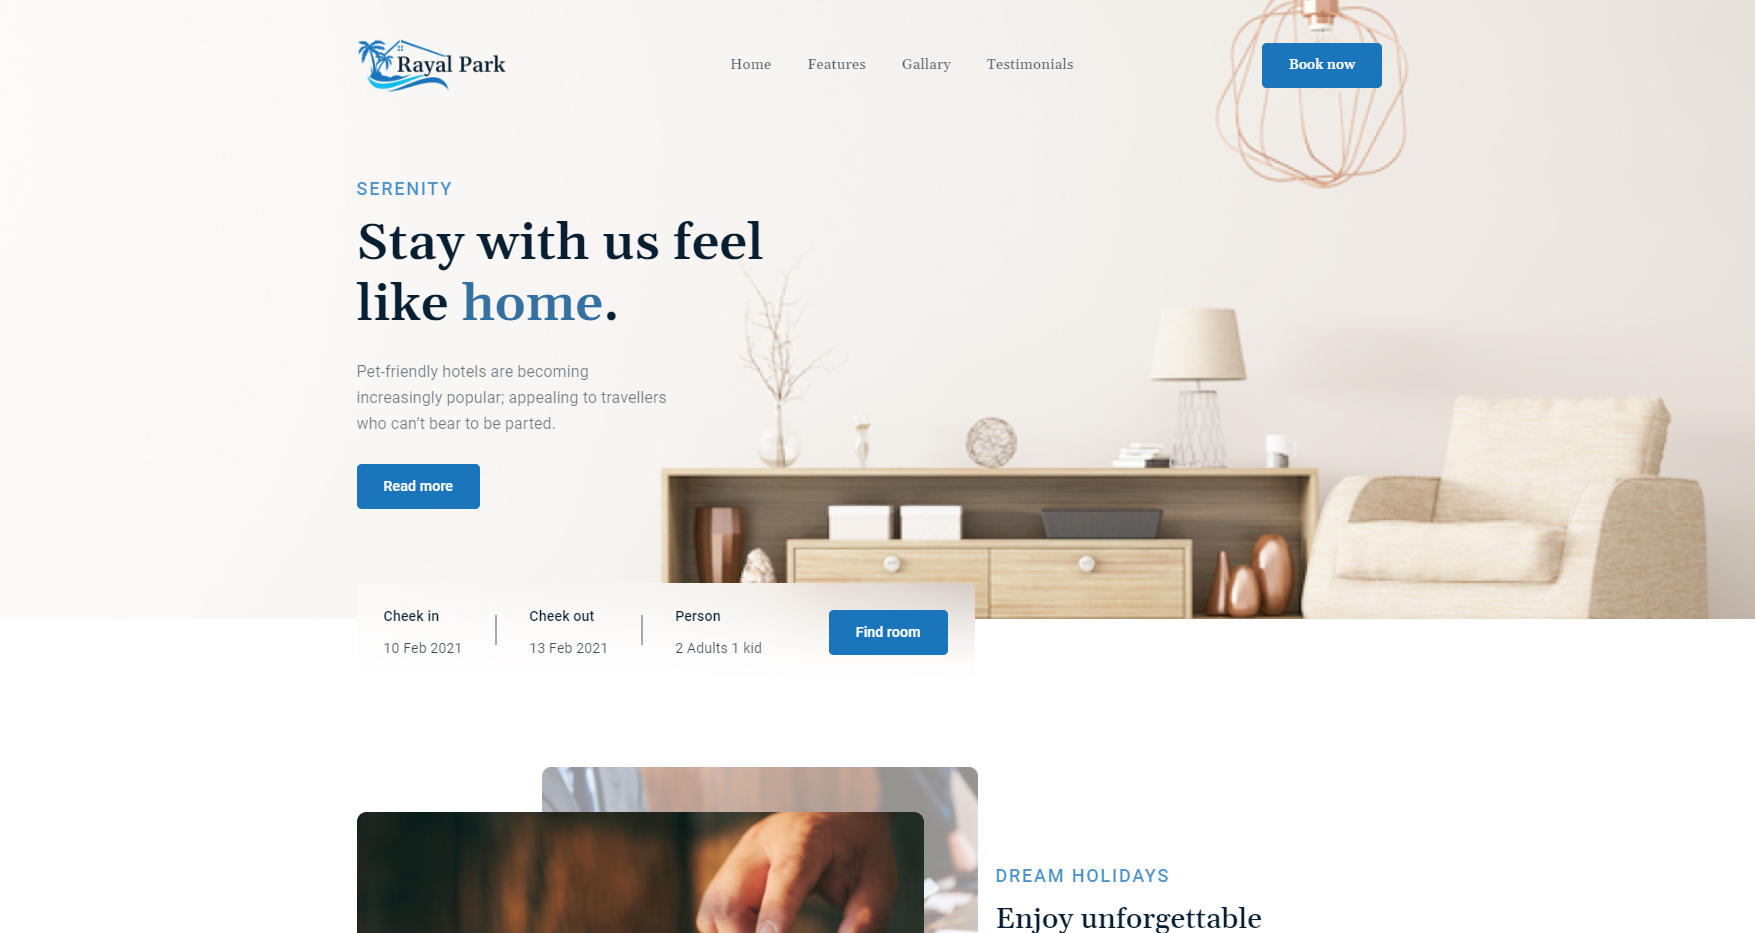 Rayal Park
Home
Features
Gallary
Testimonials
Book now
SERENITY
Stay with us feel
like home.
Pet-friendly hotels are becoming
increasingly popular; appealing to travellers
who can’t bear to be parted.
Read more
Cheek in
10 Feb 2021
Cheek out
13 Feb 2021
Person
2 Adults 1 kid
Find room
DREAM HOLIDAYS
Enjoy unforgettable